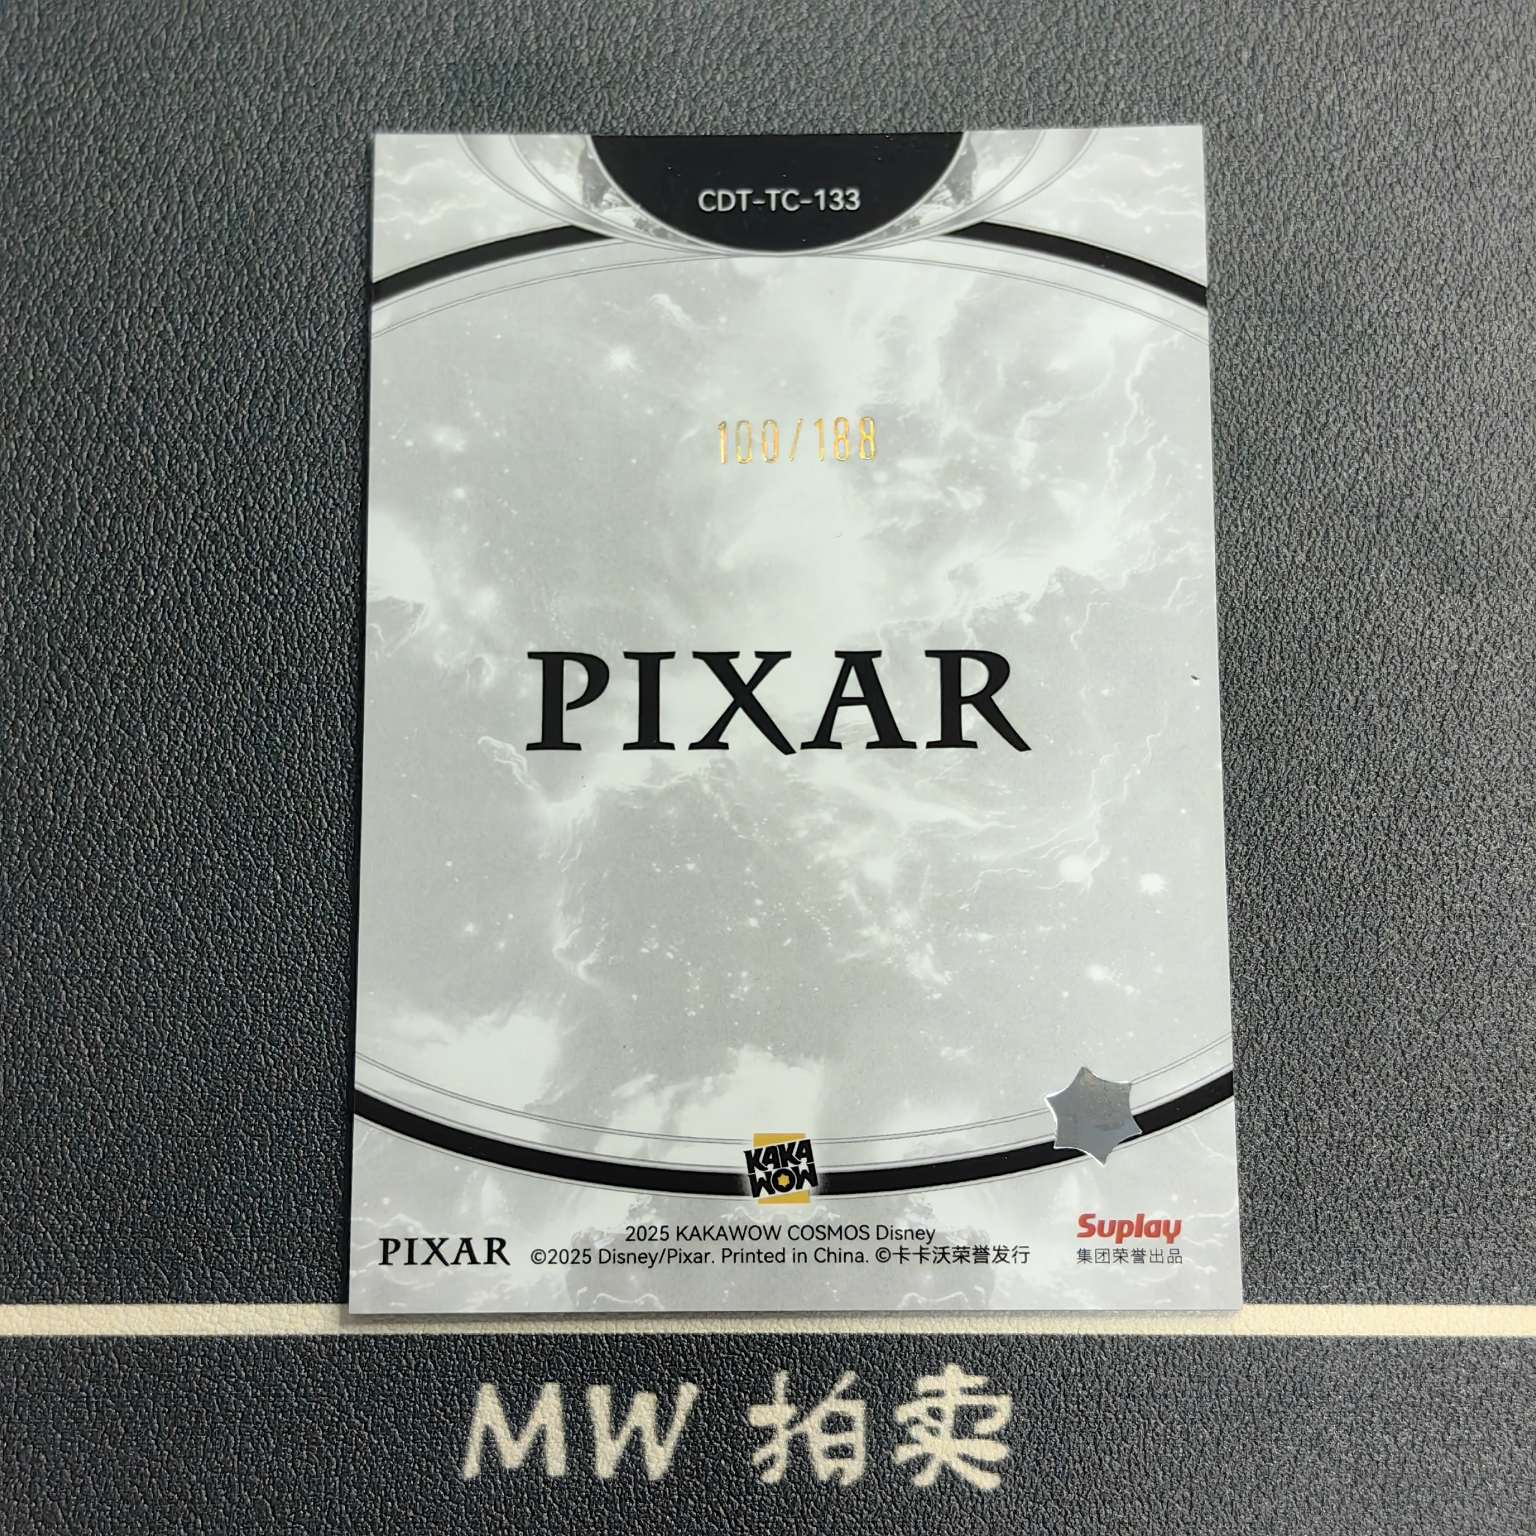 CDT-TC-133
100/188
PIXAR
KAKA
WOW
2025 KAKAWOW COSMOS Disney
PIXAR ©2025 Disney/Pixar. Printed in China. ©卡卡沃荣誉发行
Suplay
集团荣誉出品
MW 拍卖